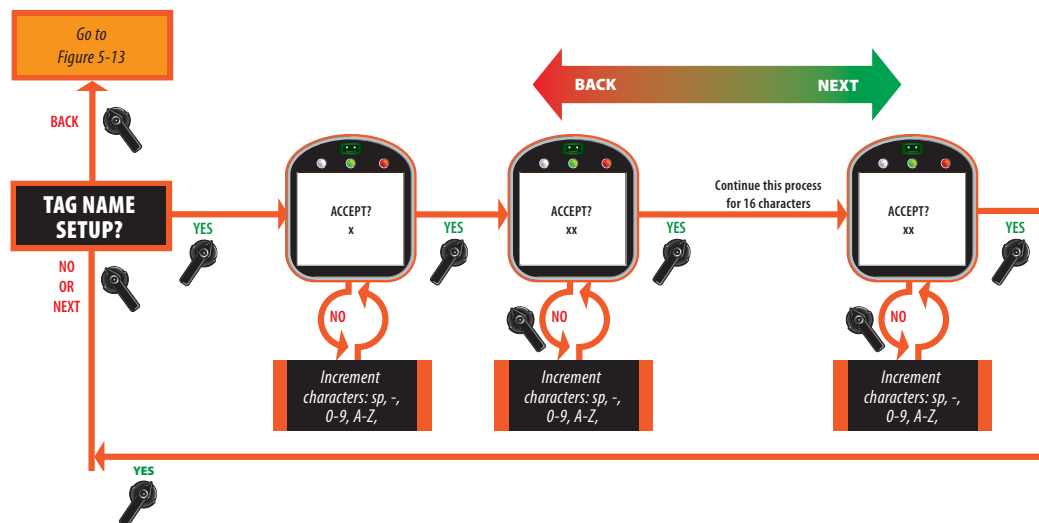 Go to
Figure 5-13
BACK
NEXT
BACK
TAG NAME
SETUP?
YES
ACCEPT?
x
YES
ACCEPT?
xx
YES
Continue this process
for 16 characters
ACCEPT?
xx
YES
NO
OR
NEXT
NO
NO
NO
Increment
characters: sp, -,
0-9, A-Z,
Increment
characters: sp, -,
0-9, A-Z,
Increment
characters: sp, -,
0-9, A-Z,
YES